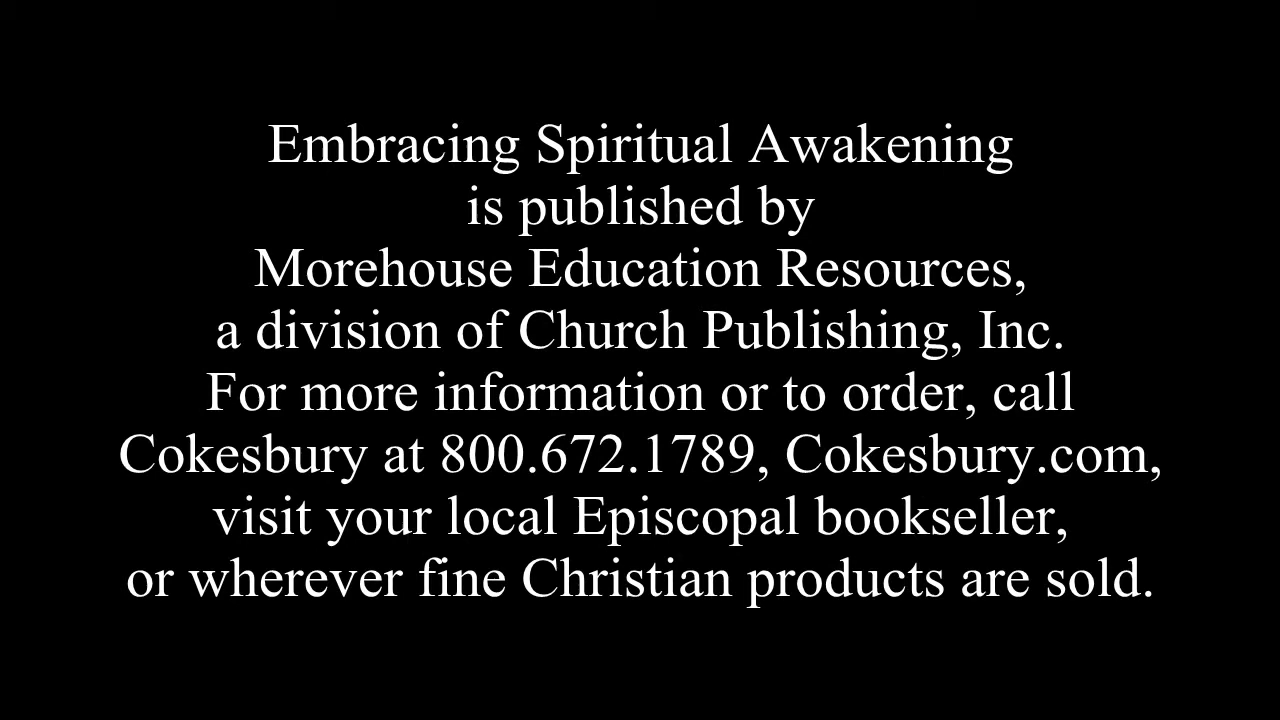 Embracing Spiritual Awakening
is published by
Morehouse Education Resources,
a division of Church Publishing, Inc.
For more information or to order, call
Cokesbury at 800.672.1789, Cokesbury.com,
visit your local Episcopal bookseller,
or wherever fine Christian products are sold.